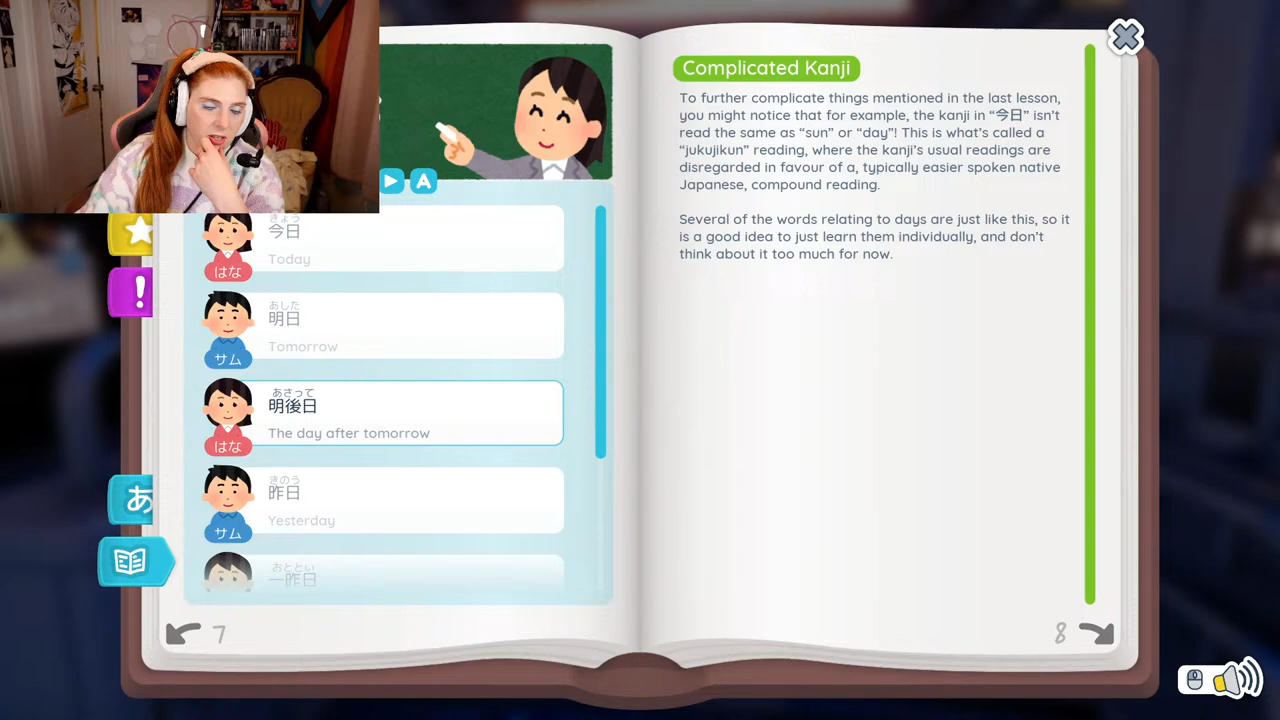 A
きょう
今日
Today
はな
あした
明日
Tomorrow
サム
あさって
明後日
The day after tomorrow
はな
きのう
昨日
Yesterday
サム
おととい
一昨日
あ
7
Complicated Kanji
To further complicate things mentioned in the last lesson,
you might notice that for example, the kanji in “今日” isn’t
read the same as “sun” or “day”! This is what’s called a
“jukujikun” reading, where the kanji’s usual readings are
disregarded in favour of a, typically easier spoken native
Japanese, compound reading.
Several of the words relating to days are just like this, so it
is a good idea to just learn them individually, and don’t
think about it too much for now.
8